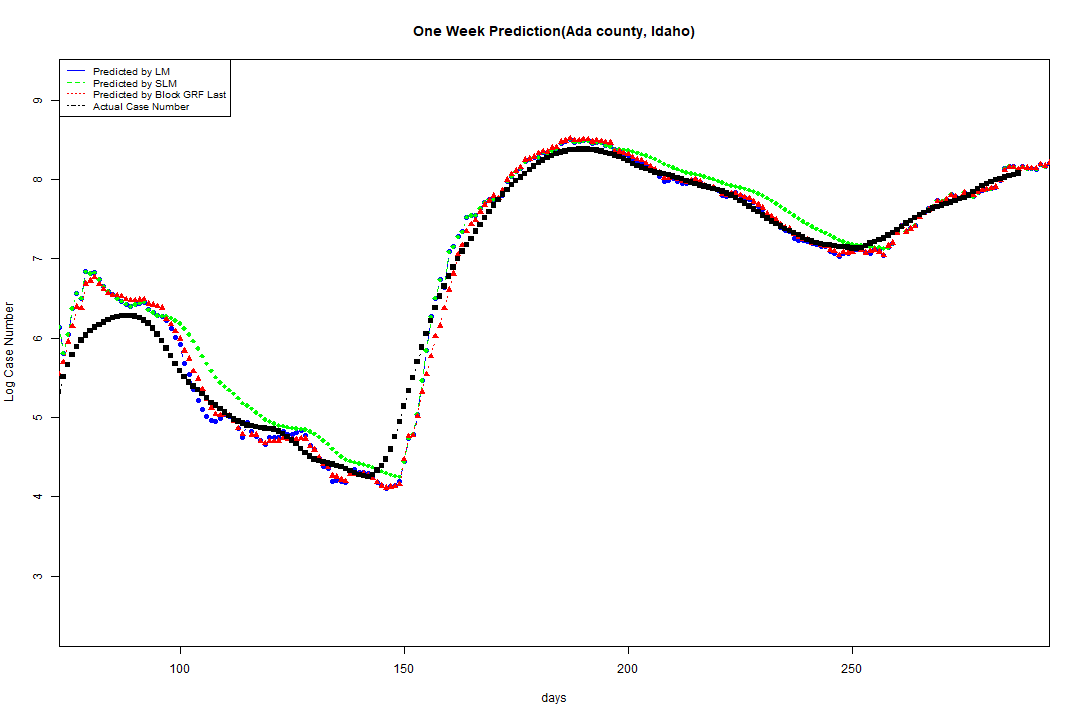 One Week Prediction(Ada county, Idaho)
Predicted by LM
Predicted by SLM
Predicted by Block GRF Last
Actual Case Number
9
8
7
6
5
4
3
Log Case Number
100 150 200 250
days